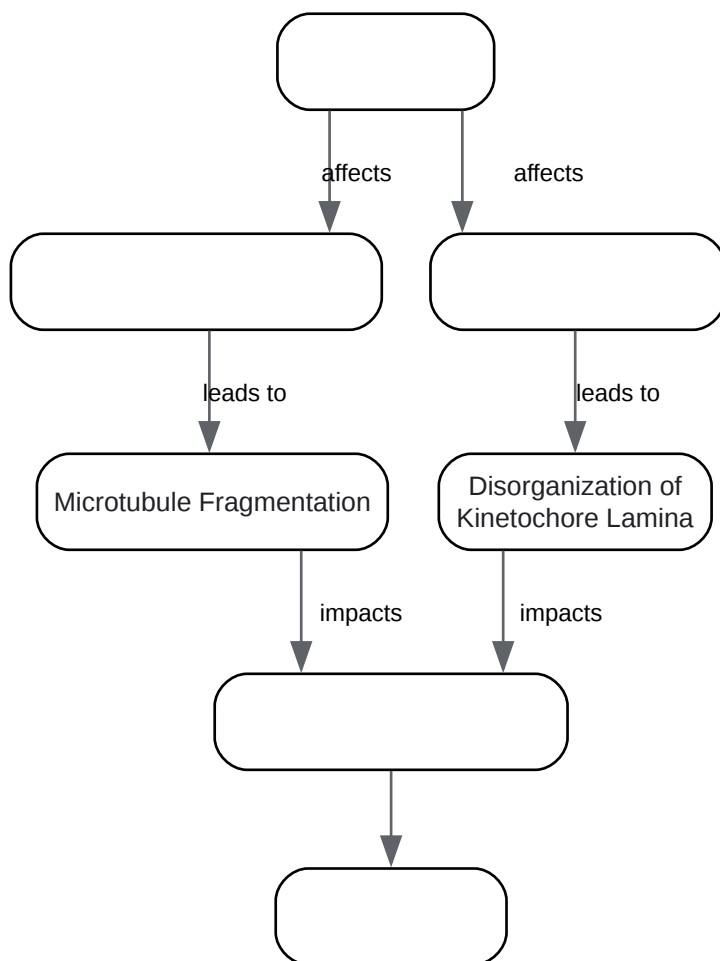 affects
affects
leads to
leads to
Microtubule Fragmentation
Disorganization of
Kinetochore Lamina
impacts
impacts